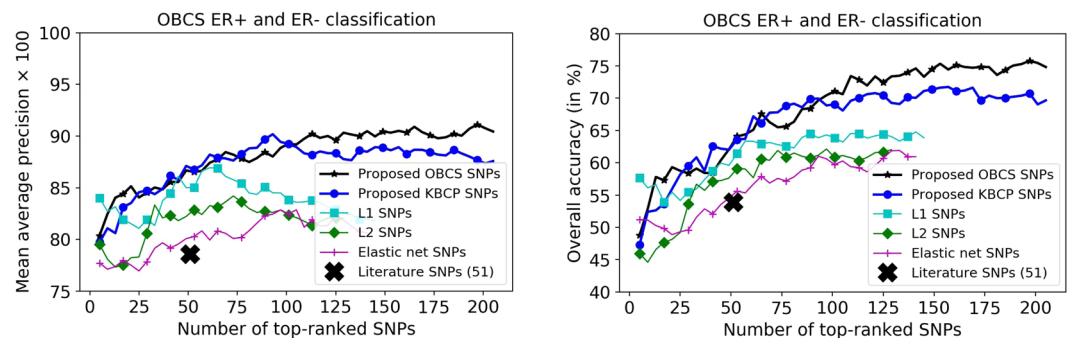 OBCS ER+ and ER- classification
Mean average precision × 100
100
95
90
85
80
75
0 25 50 75 100 125 150 175 200
Number of top-ranked SNPs
Proposed OBCS SNPs
Proposed KBCP SNPs
L1 SNPs
L2 SNPs
Elastic net SNPs
Literature SNPs (51)
OBCS ER+ and ER- classification
Overall accuracy (in %)
80
75
70
65
60
55
50
45
40
0 25 50 75 100 125 150 175 200
Number of top-ranked SNPs
Proposed OBCS SNPs
Proposed KBCP SNPs
L1 SNPs
L2 SNPs
Elastic net SNPs
Literature SNPs (51)